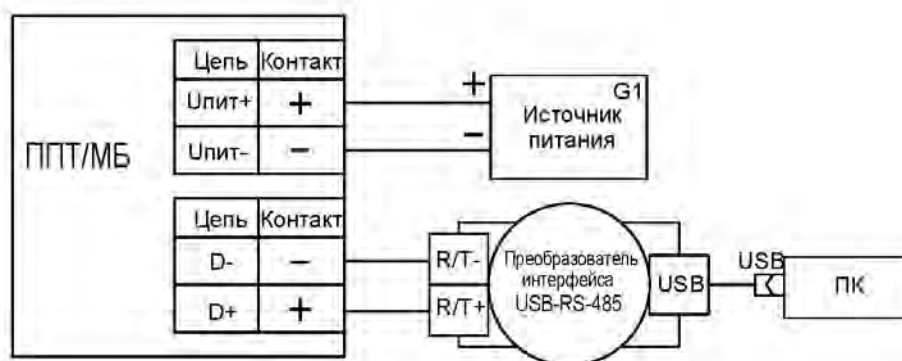 ППТ/МБ
Цепь Контакт
Uпит+ +
Uпит- −
Цепь Контакт
D- −
D+ +
+
−
G1
Источник
питания
R/T-
R/T+
Преобразователь
интерфейса
USB-RS-485
USB
USB
ПК